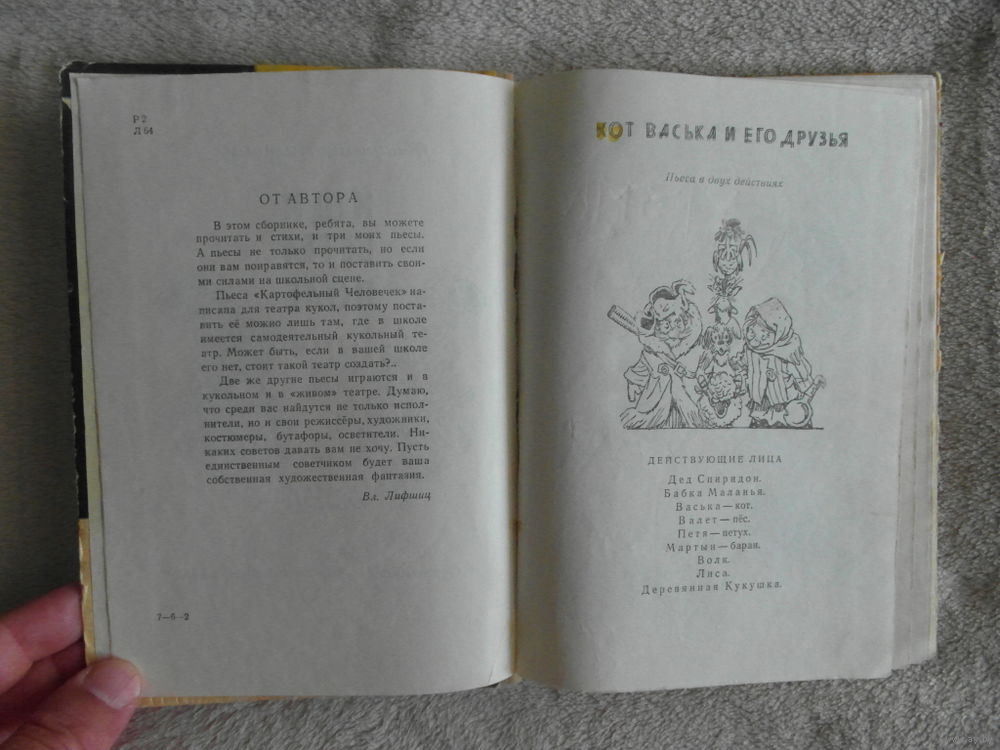 Р 2
Л 64
ОТ АВТОРА
В этом сборнике, ребята, вы можете
прочитать и стихи, и три моих пьесы.
А пьесы не только прочитать, но если
они вам понравятся, то и поставить свои-
ми силами на школьной сцене.
Пьеса «Картофельный Человечек» на-
писана для театра кукол, поэтому поста-
вить её можно лишь там, где в школе
имеется самодеятельный кукольный те-
атр. Может быть, если в вашей школе
его нет, стоит такой театр создать?..
Две же другие пьесы играются и в
кукольном и в «живом» театре. Думаю,
что среди вас найдутся не только испол-
нители, но и свои режиссёры, художники,
костюмеры, бутафоры, осветители. Ни-
каких советов давать вам не хочу. Пусть
единственным советчиком будет ваша
собственная художественная фантазия.
Вл. Лифшиц
7—6—2
КОТ ВАСЬКА И ЕГО ДРУЗЬЯ
Пьеса в двух действиях
ДЕЙСТВУЮЩИЕ ЛИЦА
Дед Спиридон.
Бабка Маланья.
Васька — кот.
Валет — пёс.
Петя — петух.
Мартын — баран.
Волк.
Лиса.
Деревянная Кукушка.